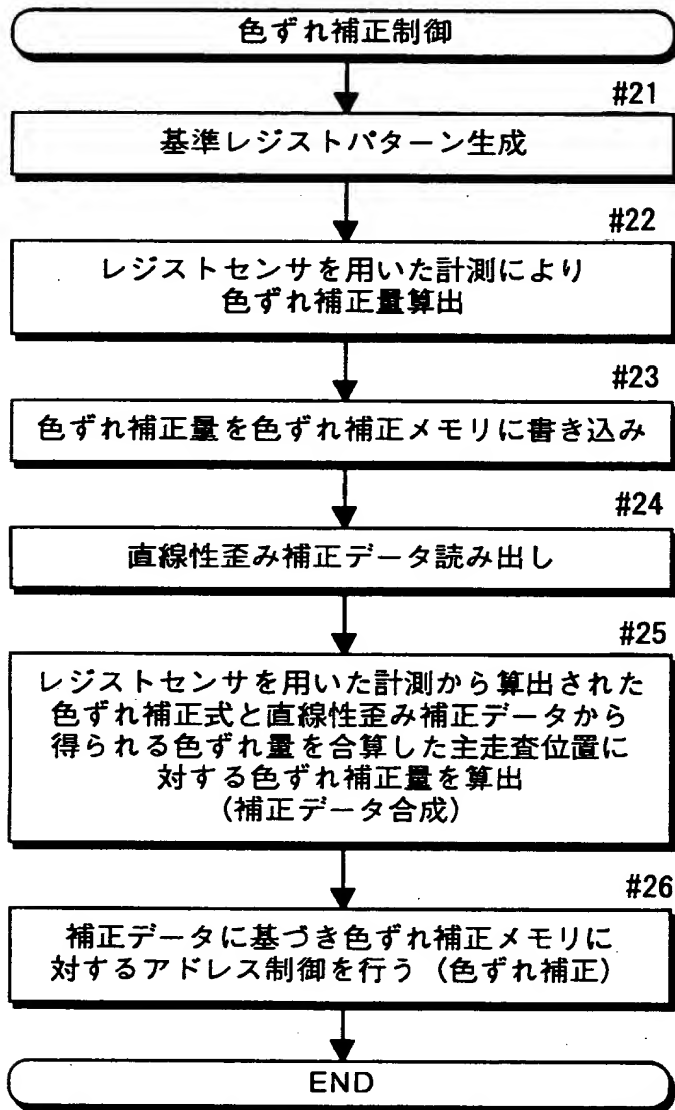 色ずれ補正制御
#21
基準レジストパターン生成
#22
レジストセンサを用いた計測により
色ずれ補正量算出
#23
色ずれ補正量を色ずれ補正メモリに書き込み
#24
直線性歪み補正データ読み出し
#25
レジストセンサを用いた計測から算出された
色ずれ補正式と直線性歪み補正データから
得られる色ずれ量を合算した主走査位置に
対する色ずれ補正量を算出
(補正データ合成)
#26
補正データに基づき色ずれ補正メモリに
対するアドレス制御を行う(色ずれ補正)
END